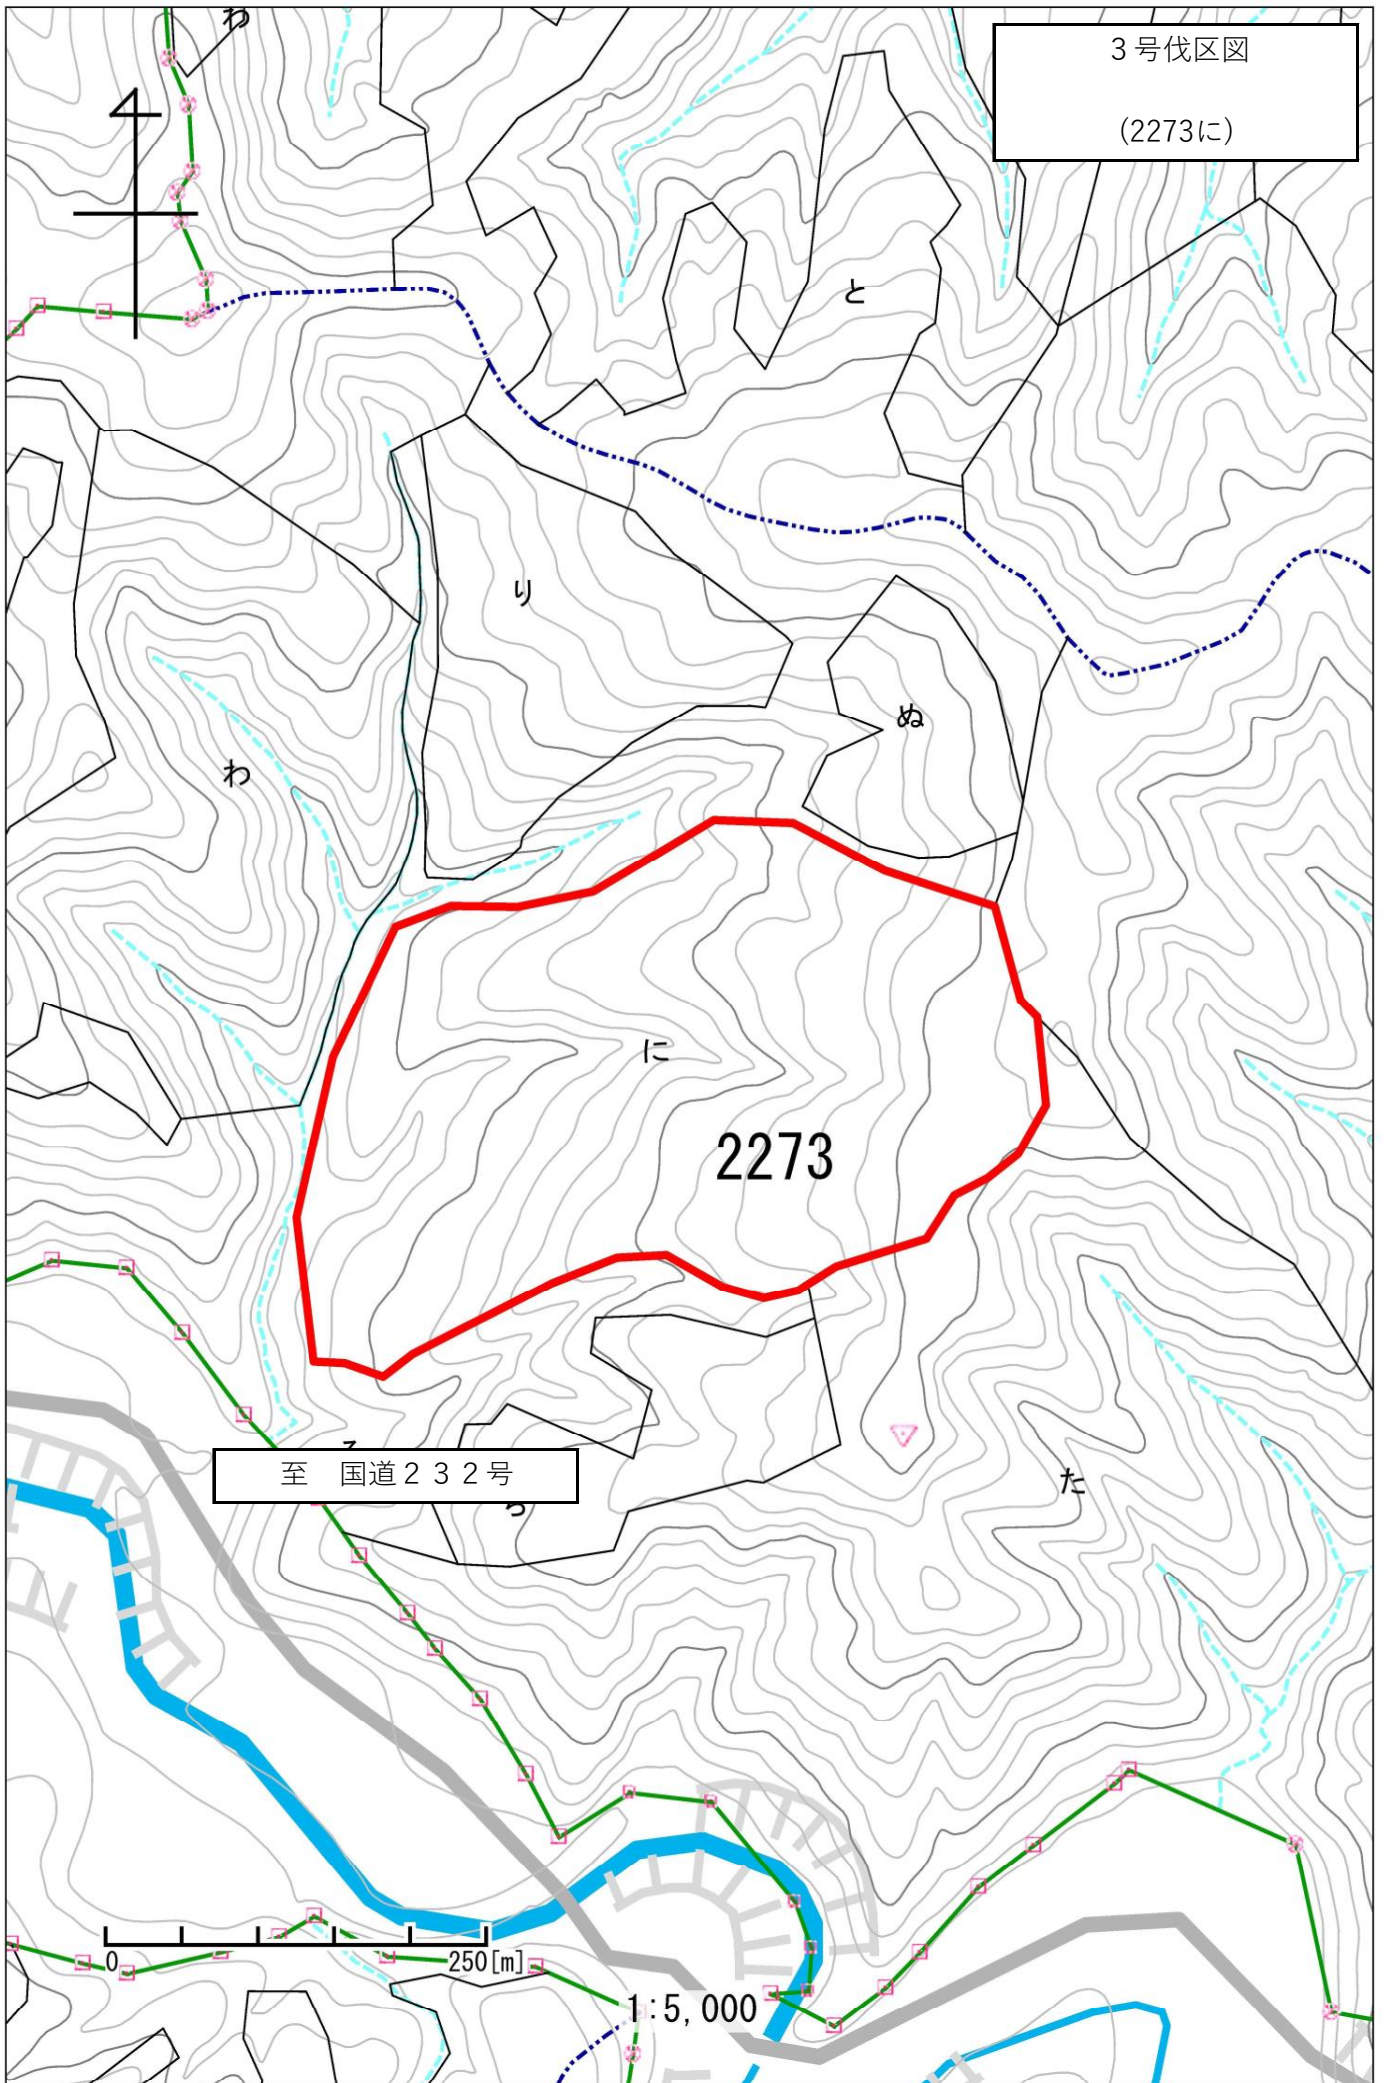 わ
３号伐区図
(2273に)
と
り
ぬ
わ
に
2273
至　国道２３２号
た
0
250[m]
1:5,000